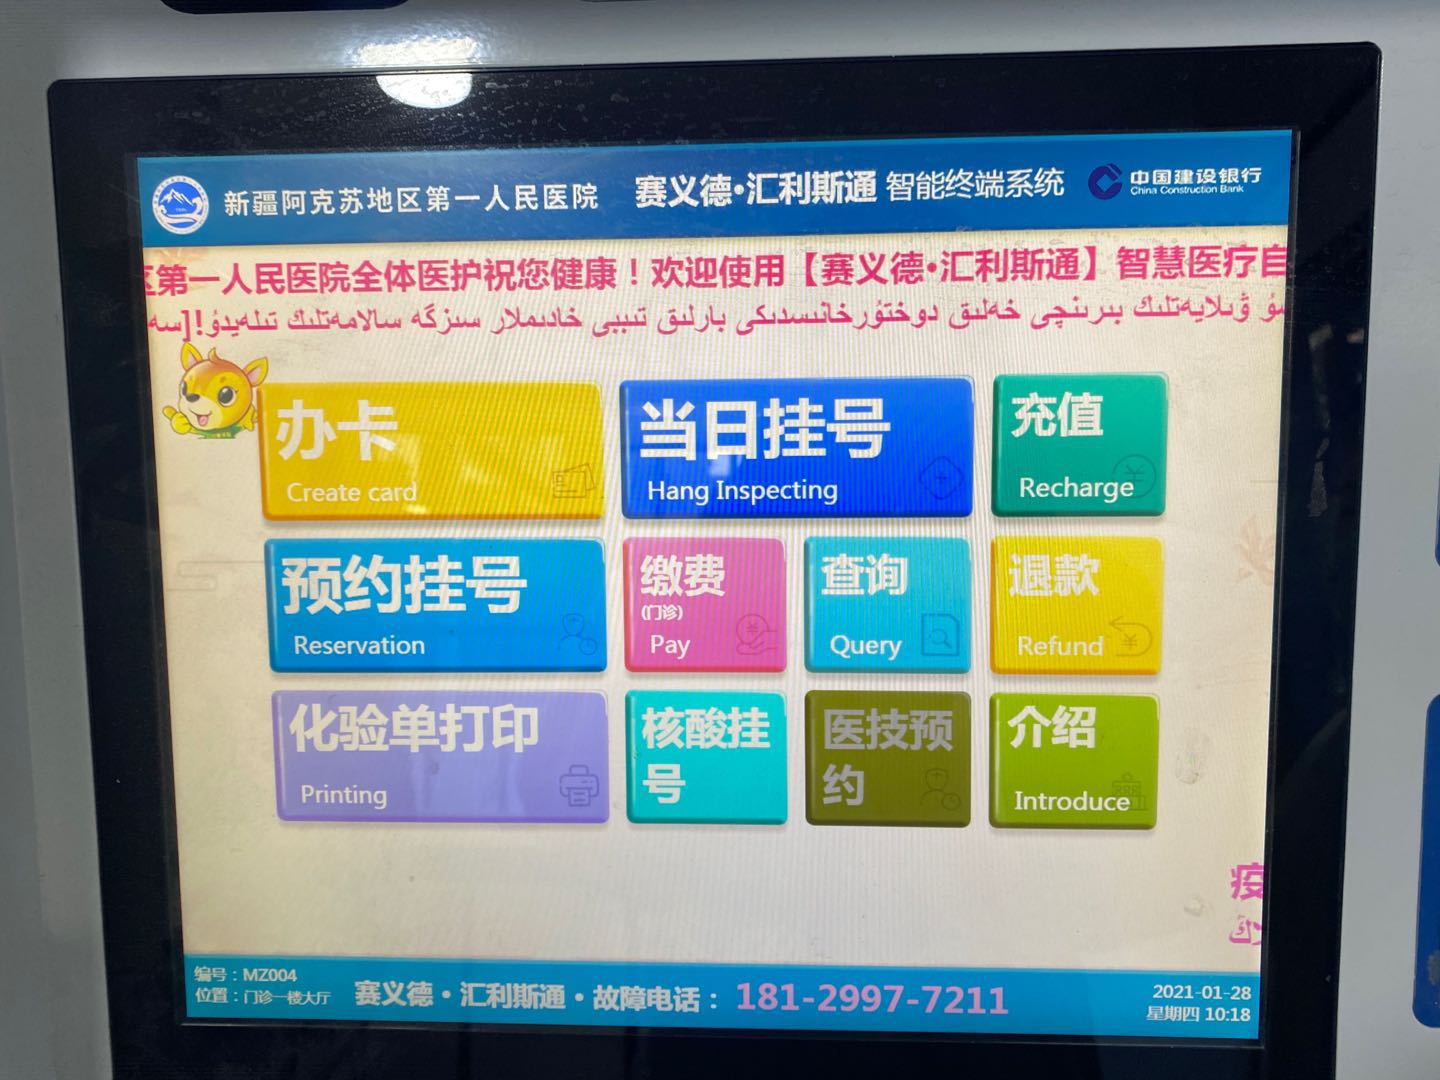 新疆阿克苏地区第一人民医院 赛义德·汇利斯通 智能终端系统 中国建设银行
China Construction Bank
第一人民医院全体医护祝您健康！欢迎使用【赛义德·汇利斯通】智慧医疗自
ۋىلايەتلىك بىرىنچى خەلىق دوختۇرخانىسدىكى بارلىق تىببى خادىملار سىزگە سالامەتلىك تىلەيدۇ!]سە
办卡
Create card
当日挂号
Hang Inspecting
充值
Recharge
预约挂号
Reservation
缴费
(门诊)
Pay
查询
Query
退款
Refund
化验单打印
Printing
核酸挂
号
医技预
约
介绍
Introduce
疫
编号：MZ004
位置：门诊一楼大厅
赛义德·汇利斯通·故障电话： 181-2997-7211
2021-01-28
星期四 10:18